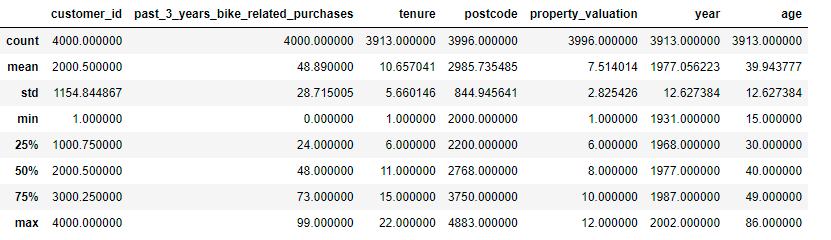 customer_id past_3_years_bike_related_purchases tenure postcode property_valuation year age
count 4000.000000 4000.000000 3913.000000 3996.000000 3996.000000 3913.000000 3913.000000
mean 2000.500000 48.890000 10.657041 2985.735485 7.514014 1977.056223 39.943777
std 1154.844867 28.715005 5.660146 844.945641 2.825426 12.627384 12.627384
min 1.000000 0.000000 1.000000 2000.000000 1.000000 1931.000000 15.000000
25% 1000.750000 24.000000 6.000000 2200.000000 6.000000 1968.000000 30.000000
50% 2000.500000 48.000000 11.000000 2768.000000 8.000000 1977.000000 40.000000
75% 3000.250000 73.000000 15.000000 3750.000000 10.000000 1987.000000 49.000000
max 4000.000000 99.000000 22.000000 4883.000000 12.000000 2002.000000 86.000000